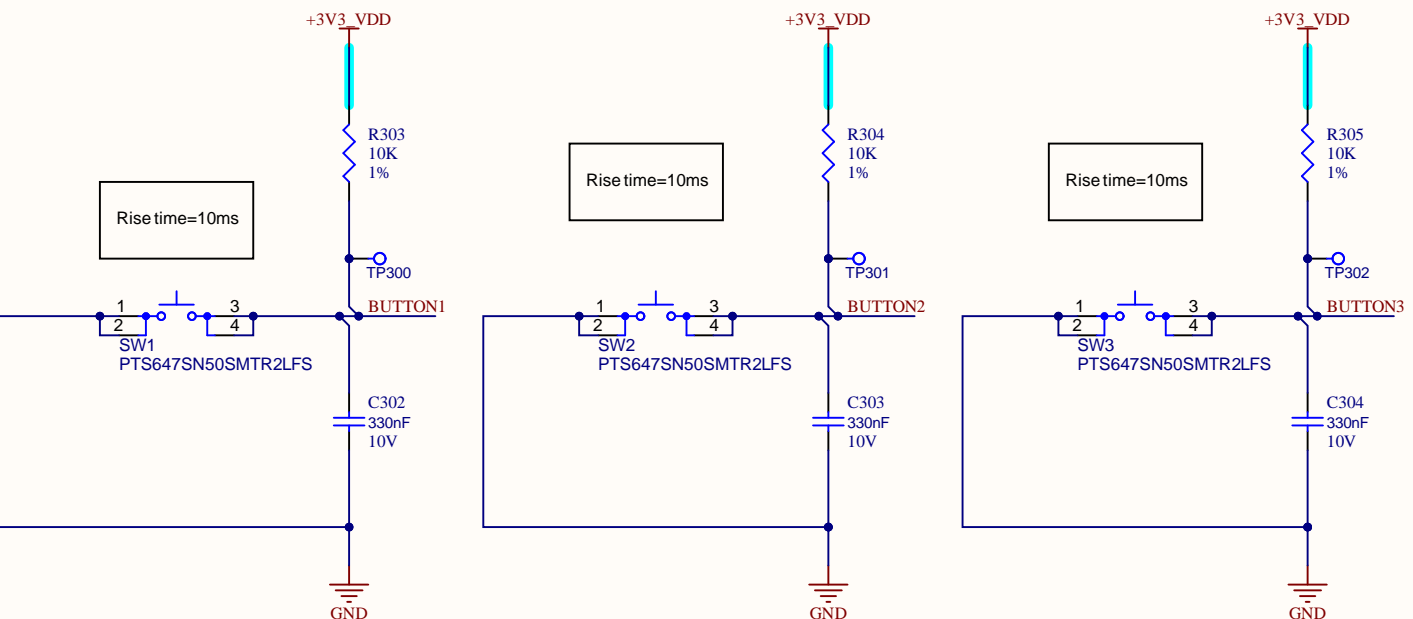 +3V3_VDD
R303
10K
1%
Rise time=10ms
TP300
BUTTON1
1
2
3
4
SW1
PTS647SN50SMTR2LFS
C302
330nF
10V
GND
+3V3_VDD
R304
10K
1%
Rise time=10ms
TP301
BUTTON2
1
2
3
4
SW2
PTS647SN50SMTR2LFS
C303
330nF
10V
GND
+3V3_VDD
R305
10K
1%
Rise time=10ms
TP302
BUTTON3
1
2
3
4
SW3
PTS647SN50SMTR2LFS
C304
330nF
10V
GND